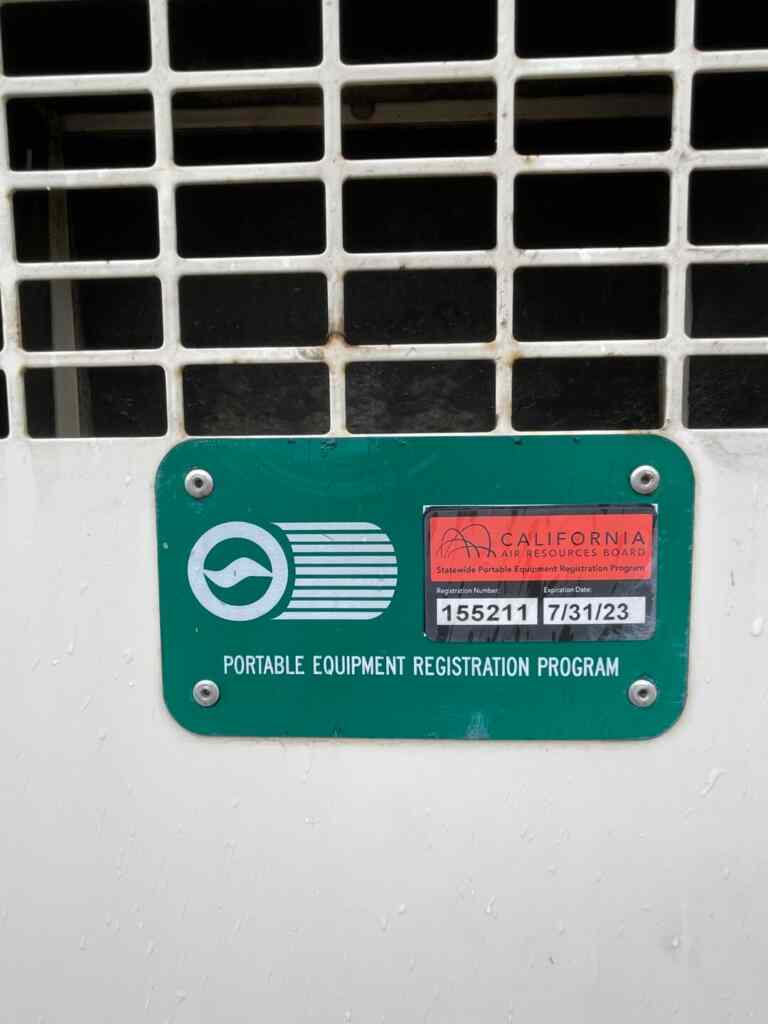 CALIFORNIA
AIR RESOURCES BOARD
Statewide Portable Equipment Registration Program
Registration Number: Expiration Date:
155211 7/31/23
PORTABLE EQUIPMENT REGISTRATION PROGRAM